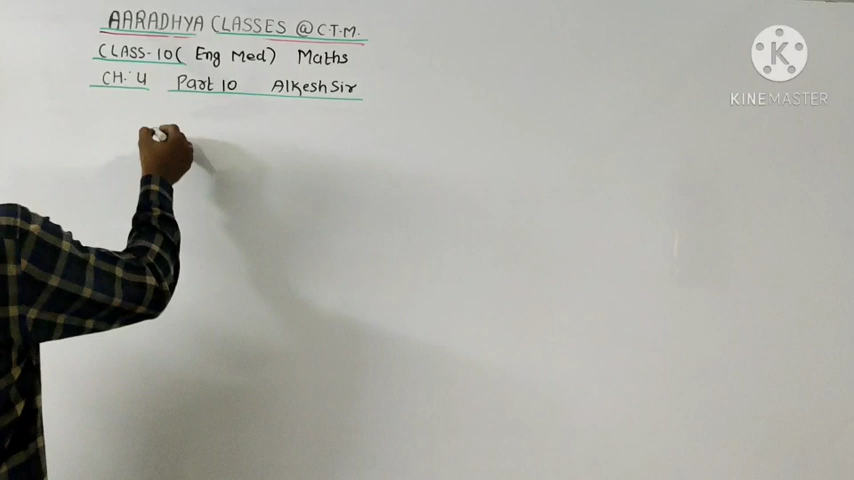 AARADHYA CLASSES @ C.T.M.
CLASS-10 ( Eng Med) Maths
CH:4 Part 10 Alkesh Sir
K
KINEMASTER